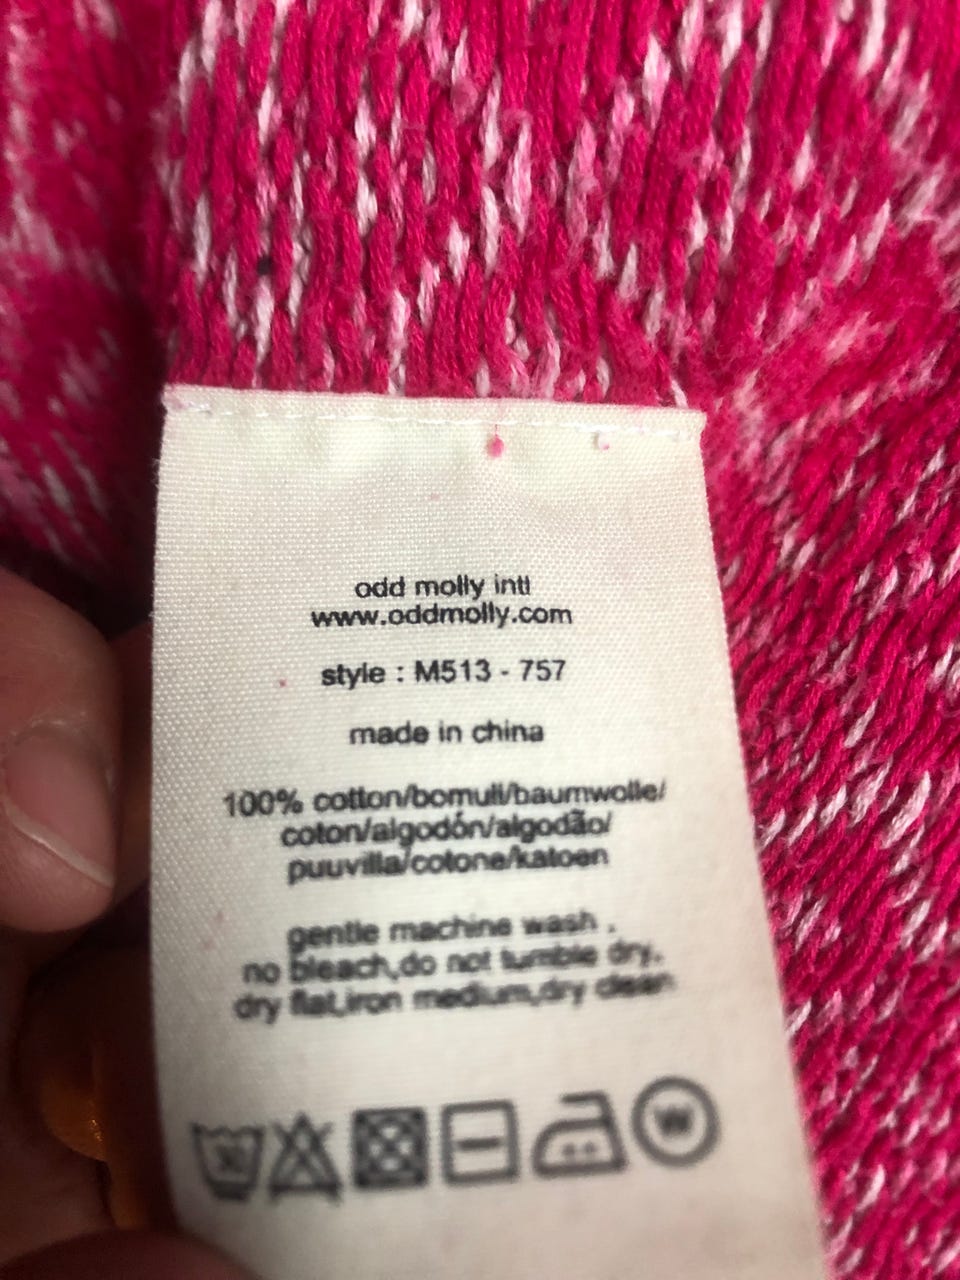 odd molly intl
www.oddmolly.com
style : M513 - 757
made in china
100% cotton/bomull/baumwolle/
coton/algodón/algodão/
puuvilla/cotone/katoen
gentle machine wash .
no bleach,do not tumble dry.
dry flat,iron medium,dry clean
W